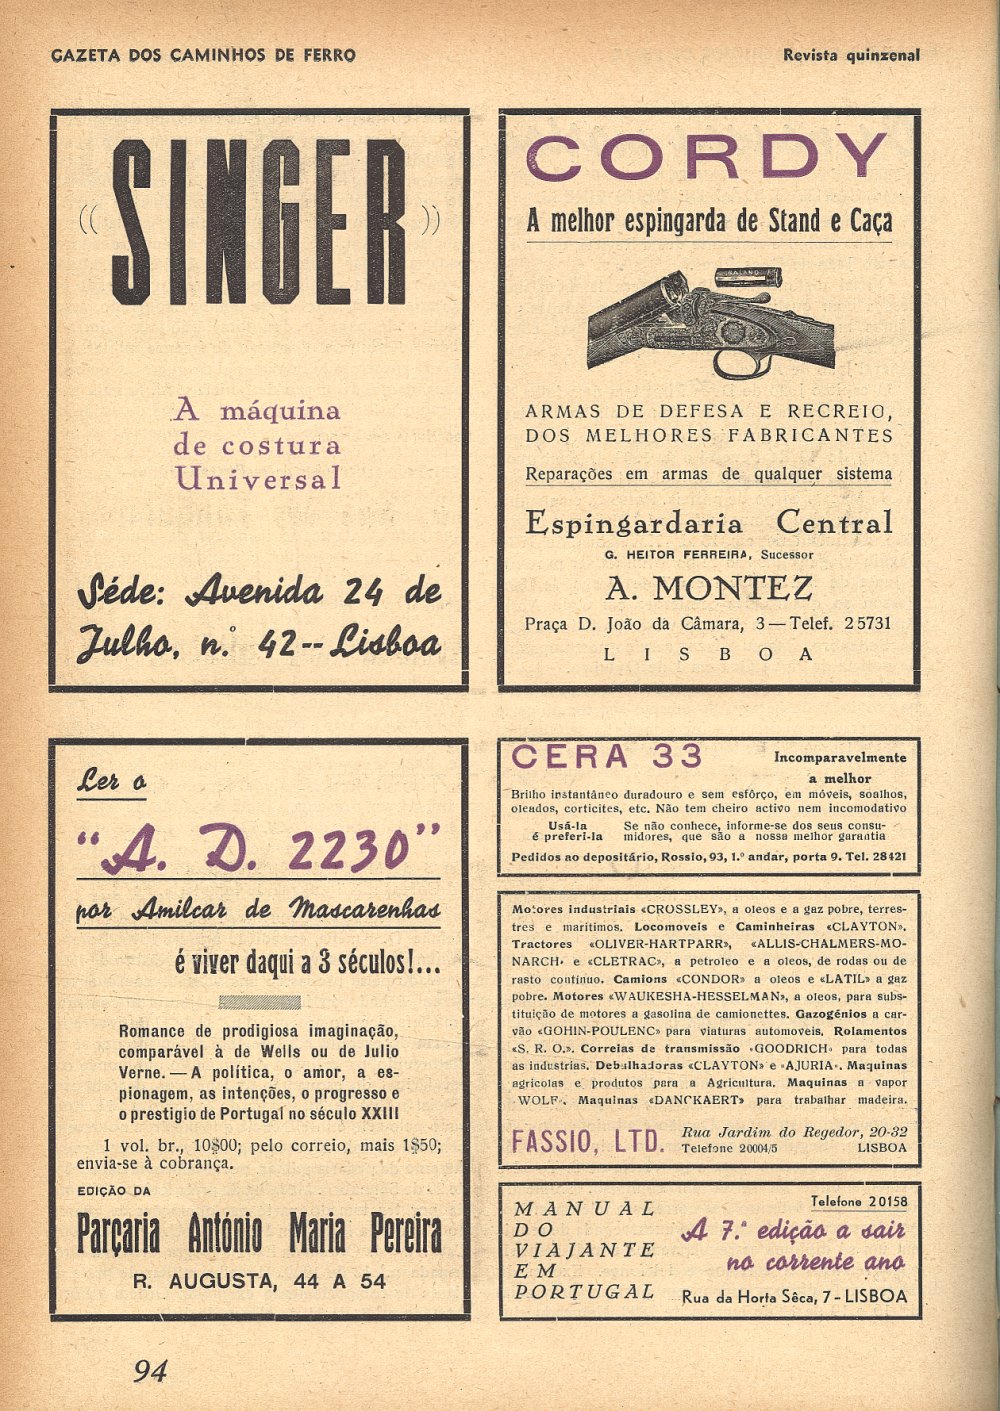 GAZETA DOS CAMINHOS DE FERRO
Revista quinzenal
((SINGER))
A máquina
de costura
Universal
Séde: Avenida 24 de
Julho, n.º 42--Lisboa
CORDY
A melhor espingarda de Stand e Caça
ARMAS DE DEFESA E RECREIO,
DOS MELHORES FABRICANTES
Reparações em armas de qualquer sistema
Espingardaria Central
G. HEITOR FERREIRA, Sucessor
A. MONTEZ
Praça D. João da Câmara, 3—Telef. 25731
LISBOA
Ler o
"A. D. 2230"
por Amilcar de Mascarenhas
é viver daqui a 3 séculos!...
Romance de prodigiosa imaginação,
comparável à de Wells ou de Julio
Verne.—A política, o amor, a es-
pionagem, as intenções, o progresso e
o prestigio de Portugal no século XXIII
1 vol. br., 10$00; pelo correio, mais 1$50;
envia-se à cobrança.
EDIÇÃO DA
Parçaria António Maria Pereira
R. AUGUSTA, 44 A 54
CERA 33
Incomparavelmente
a melhor
Brilho instantâneo duradouro e sem esfôrço, em móveis, soalhos,
oleados, corticites, etc. Não tem cheiro activo nem incomodativo
Usá-la
é preferi-la
Se não conhece, informe-se dos seus consu-
midores, que são a nossa melhor garantia
Pedidos ao depositário, Rossio, 93, 1.º andar, porta 9. Tel. 28421
Motores industriais «CROSSLEY», a oleos e a gaz pobre, terres-
tres e maritimos. Locomoveis e Caminheiras «CLAYTON».
Tractores «OLIVER-HARTPARR», «ALLIS-CHALMERS-MO-
NARCH» e «CLETRAC», a petroleo e a oleos, de rodas ou de
rasto continuo. Camions «CONDOR» a oleos e «LATIL» a gaz
pobre. Motores «WAUKESHA-HESSELMAN», a oleos, para subs-
tituição de motores a gasolina de camionettes. Gazogénios a car-
vão «GOHIN-POULENC» para viaturas automoveis. Rolamentos
«S. R. O.». Correias de transmissão «GOODRICH» para todas
as industrias. Debulhadoras «CLAYTON» e «AJURIA». Maquinas
agricolas e produtos para a Agricultura. Maquinas a vapor
«WOLF». Maquinas «DANCKAERT» para trabalhar madeira.
FASSIO, LTD.
Rua Jardim do Regedor, 20-32
Telefone 20004/5 LISBOA
MANUAL
DO
VIAJANTE
EM
PORTUGAL
Telefone 20158
A 7.ª edição a sair
no corrente ano
Rua da Horta Sêca, 7-LISBOA
94